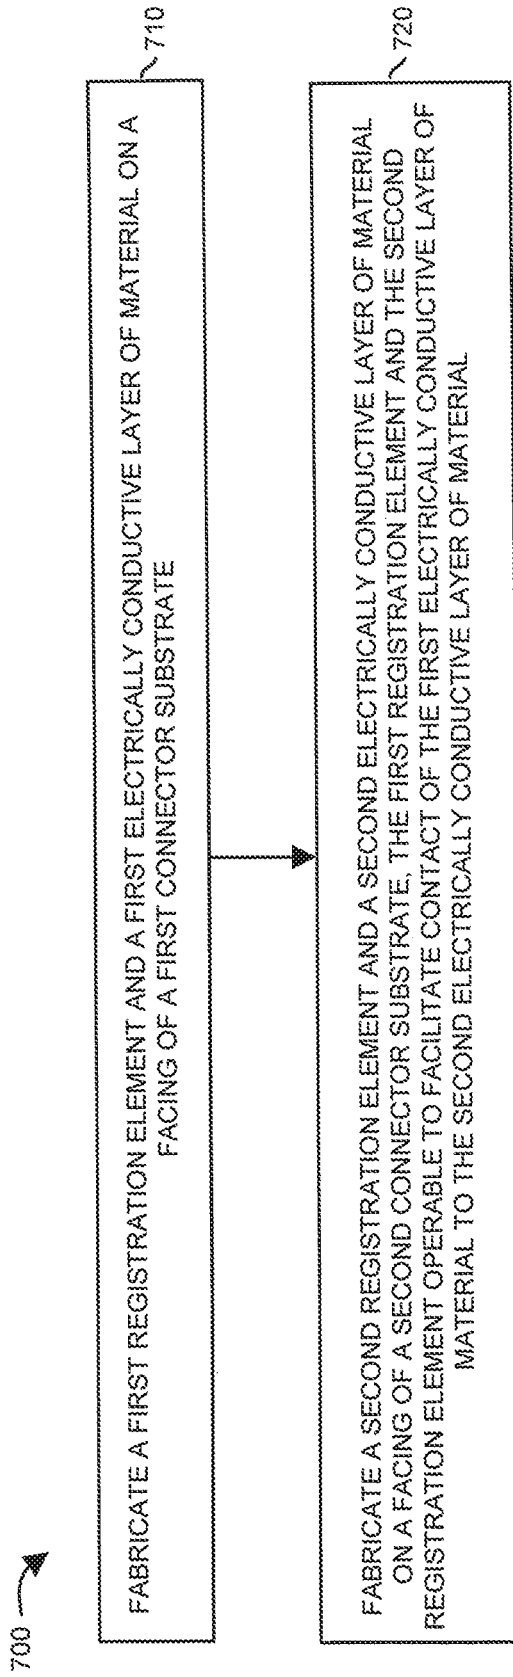 700
710
FABRICATE A FIRST REGISTRATION ELEMENT AND A FIRST ELECTRICALLY CONDUCTIVE LAYER OF MATERIAL ON A
FACING OF A FIRST CONNECTOR SUBSTRATE
720
FABRICATE A SECOND REGISTRATION ELEMENT AND A SECOND ELECTRICALLY CONDUCTIVE LAYER OF MATERIAL
ON A FACING OF A SECOND CONNECTOR SUBSTRATE, THE FIRST REGISTRATION ELEMENT AND THE SECOND
REGISTRATION ELEMENT OPERABLE TO FACILITATE CONTACT OF THE FIRST ELECTRICALLY CONDUCTIVE LAYER OF
MATERIAL TO THE SECOND ELECTRICALLY CONDUCTIVE LAYER OF MATERIAL